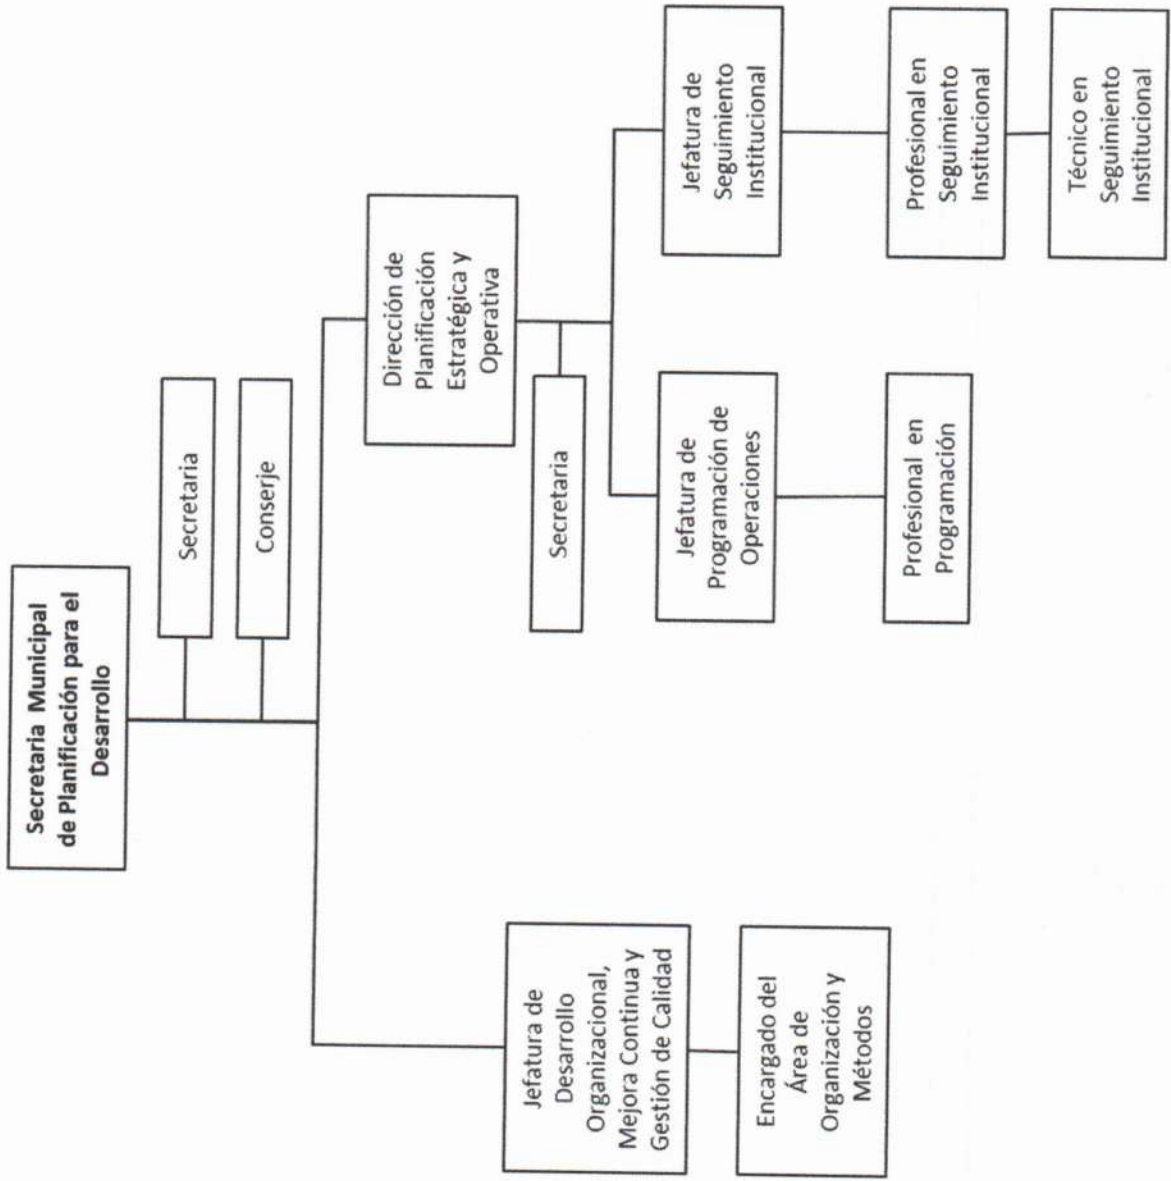 Secretaria Municipal
de Planificación para el
Desarrollo
Secretaria
Conserje
Dirección de
Planificación
Estratégica y
Operativa
Secretaria
Jefatura de
Desarrollo
Organizacional,
Mejora Continua y
Gestión de Calidad
Encargado del
Área de
Organización y
Métodos
Jefatura de
Programación de
Operaciones
Profesional en
Programación
Jefatura de
Seguimiento
Institucional
Profesional en
Seguimiento
Institucional
Técnico en
Seguimiento
Institucional